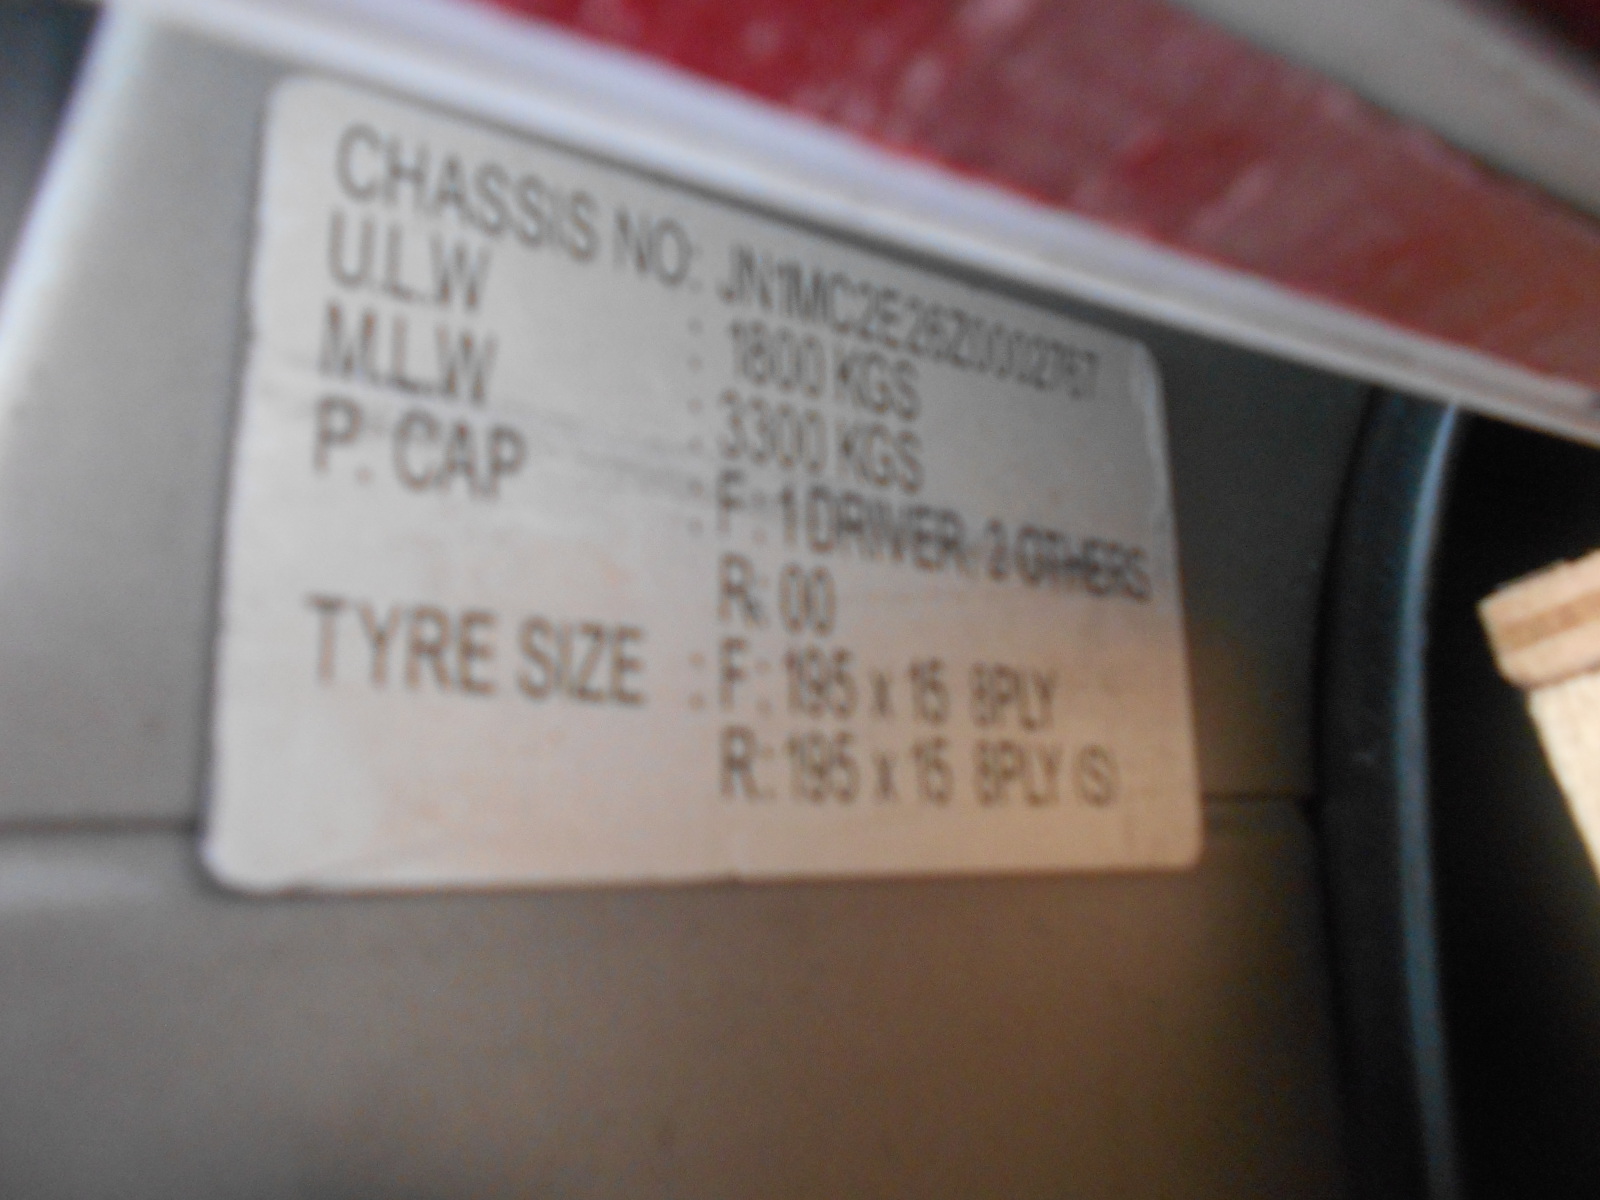 CHASSIS NO: JN1MC2E26Z0002767
U.L.W : 1800 KGS
M.L.W : 3300 KGS
P. CAP : F: 1 DRIVER 2 OTHERS
R: 00
TYRE SIZE : F: 195 x 15 8PLY
R: 195 x 15 8PLY (S)